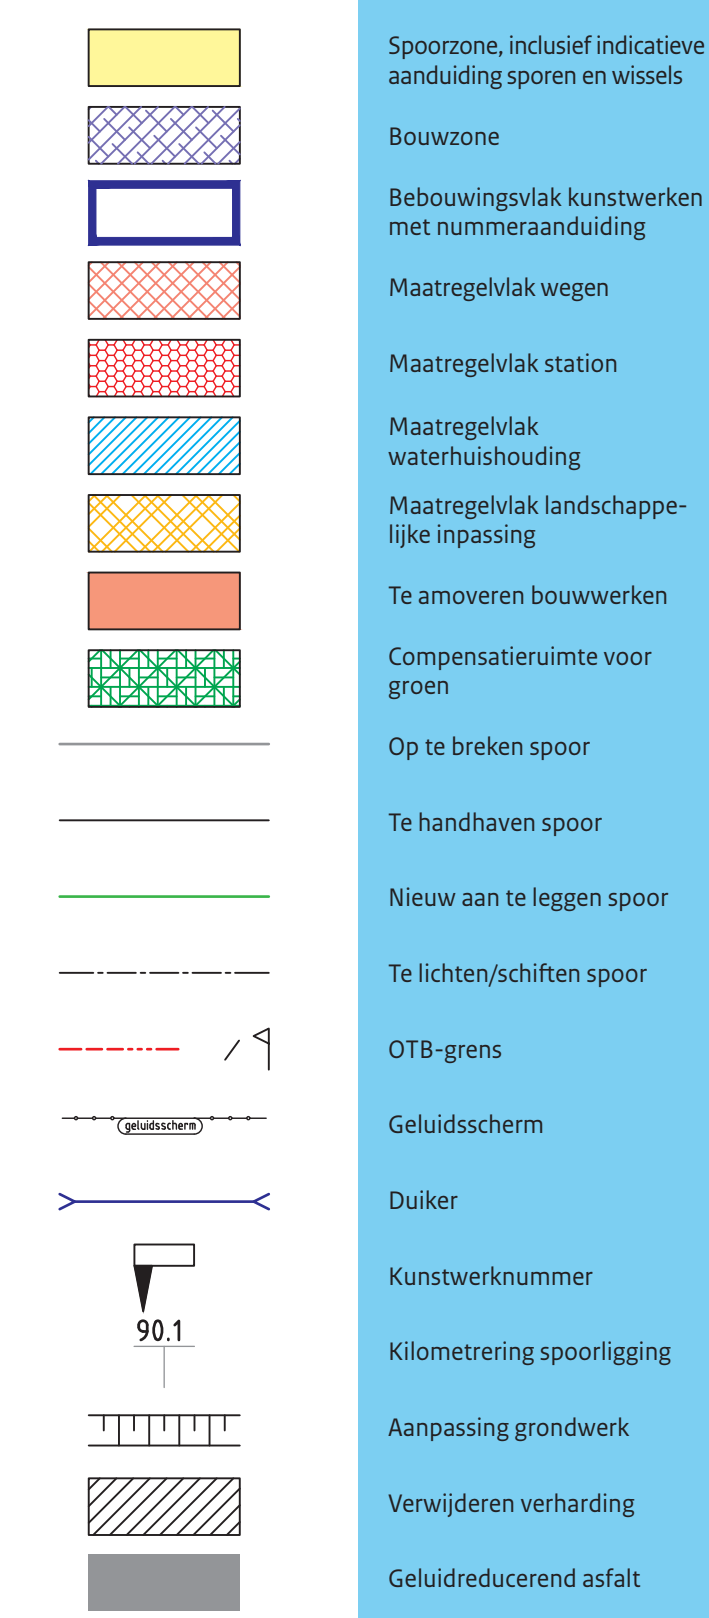 Spoorzone, inclusief indicatieve
aanduiding sporen en wissels
Bouwzone
Bebouwingsvlak kunstwerken
met nummeraanduiding
Maatregelvlak wegen
Maatregelvlak station
Maatregelvlak
waterhuishouding
Maatregelvlak landschappe-
lijke inpassing
Te amoveren bouwwerken
Compensatieruimte voor
groen
Op te breken spoor
Te handhaven spoor
Nieuw aan te leggen spoor
Te lichten/schiften spoor
OTB-grens
geluidsscherm
Geluidsscherm
Duiker
Kunstwerknummer
90.1
Kilometrering spoorligging
Aanpassing grondwerk
Verwijderen verharding
Geluidreducerend asfalt